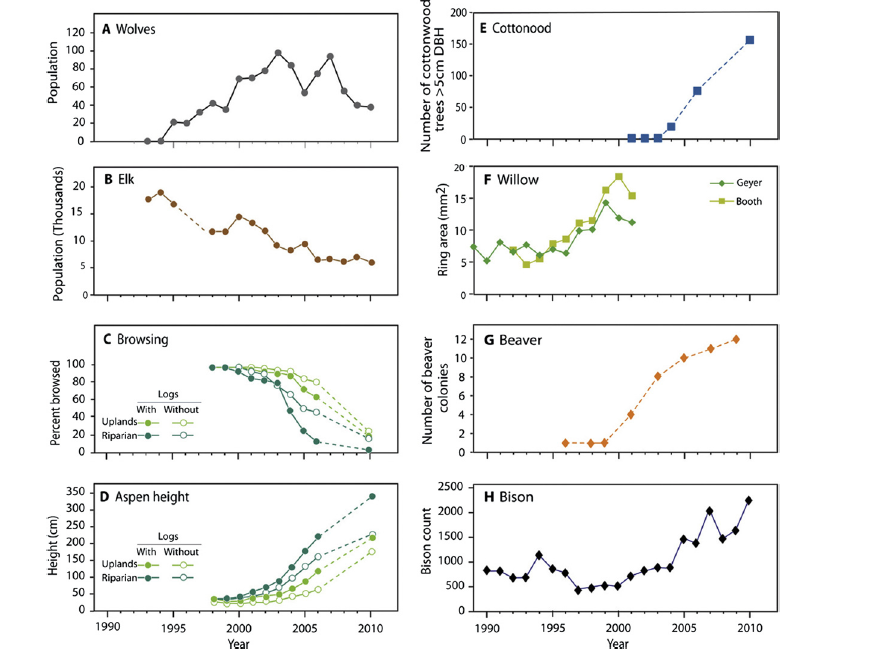 A Wolves
Population
120
100
80
60
40
20
0
B Elk
Population (Thousands)
20
15
10
5
0
C Browsing
Percent browsed
100
80
60
40
20
0
Logs
With Without
Uplands
Riparian
D Aspen height
Height (cm)
350
300
250
200
150
100
50
0
Logs
With Without
Uplands
Riparian
1990 1995 2000 2005 2010
Year
E Cottonood
Number of cottonwood
trees >5cm DBH
200
150
100
50
0
F Willow
Ring area (mm2)
20
15
10
5
0
Geyer
Booth
G Beaver
Number of beaver
colonies
12
10
8
6
4
2
0
H Bison
Bison count
2500
2000
1500
1000
500
0
1990 1995 2000 2005 2010
Year